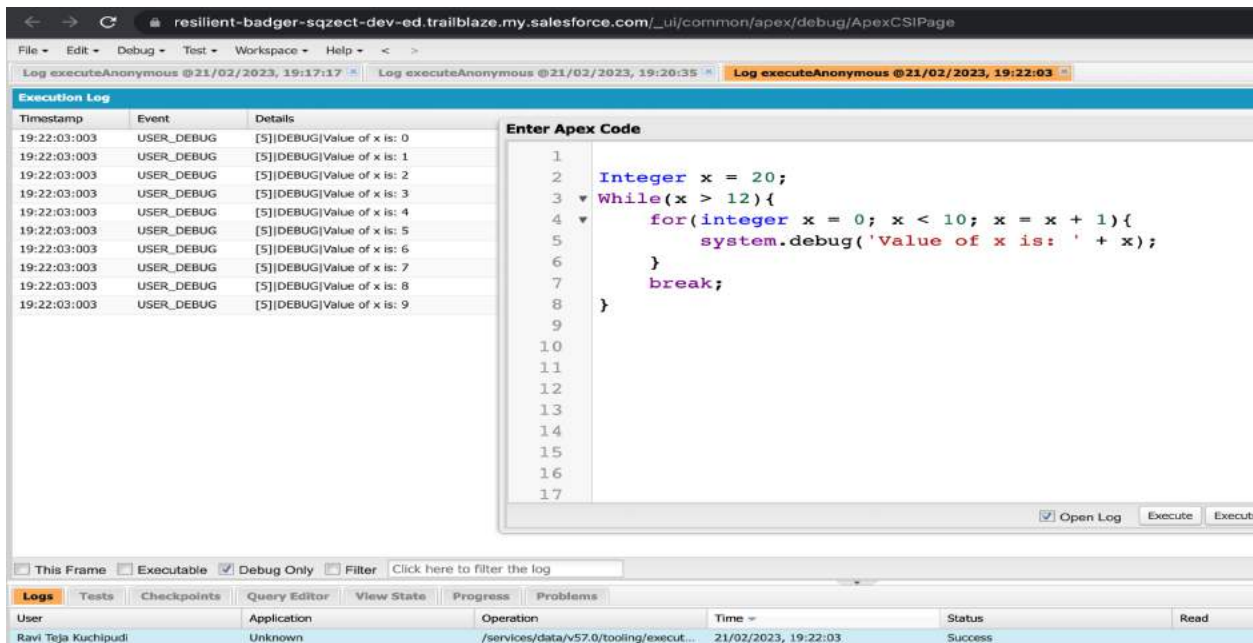 resilient-badger-sqzect-dev-ed.trailblaze.my.salesforce.com/_ui/common/apex/debug/ApexCSIPage
File Edit Debug Test Workspace Help < >
Log executeAnonymous @21/02/2023, 19:17:17 Log executeAnonymous @21/02/2023, 19:20:35 Log executeAnonymous @21/02/2023, 19:22:03
Execution Log
Timestamp Event Details
19:22:03:003 USER_DEBUG [5]|DEBUG|Value of x is: 0
19:22:03:003 USER_DEBUG [5]|DEBUG|Value of x is: 1
19:22:03:003 USER_DEBUG [5]|DEBUG|Value of x is: 2
19:22:03:003 USER_DEBUG [5]|DEBUG|Value of x is: 3
19:22:03:003 USER_DEBUG [5]|DEBUG|Value of x is: 4
19:22:03:003 USER_DEBUG [5]|DEBUG|Value of x is: 5
19:22:03:003 USER_DEBUG [5]|DEBUG|Value of x is: 6
19:22:03:003 USER_DEBUG [5]|DEBUG|Value of x is: 7
19:22:03:003 USER_DEBUG [5]|DEBUG|Value of x is: 8
19:22:03:003 USER_DEBUG [5]|DEBUG|Value of x is: 9
Enter Apex Code
1
2 Integer x = 20;
3 While(x > 12){
4 for(integer x = 0; x < 10; x = x + 1){
5 system.debug('Value of x is: ' + x);
6 }
7 break;
8 }
9
10
11
12
13
14
15
16
17
Open Log Execute Execut
This Frame Executable Debug Only Filter Click here to filter the log
Logs Tests Checkpoints Query Editor View State Progress Problems
User Application Operation Time Status Read
Ravi Teja Kuchipudi Unknown /services/data/v57.0/tooling/execut... 21/02/2023, 19:22:03 Success